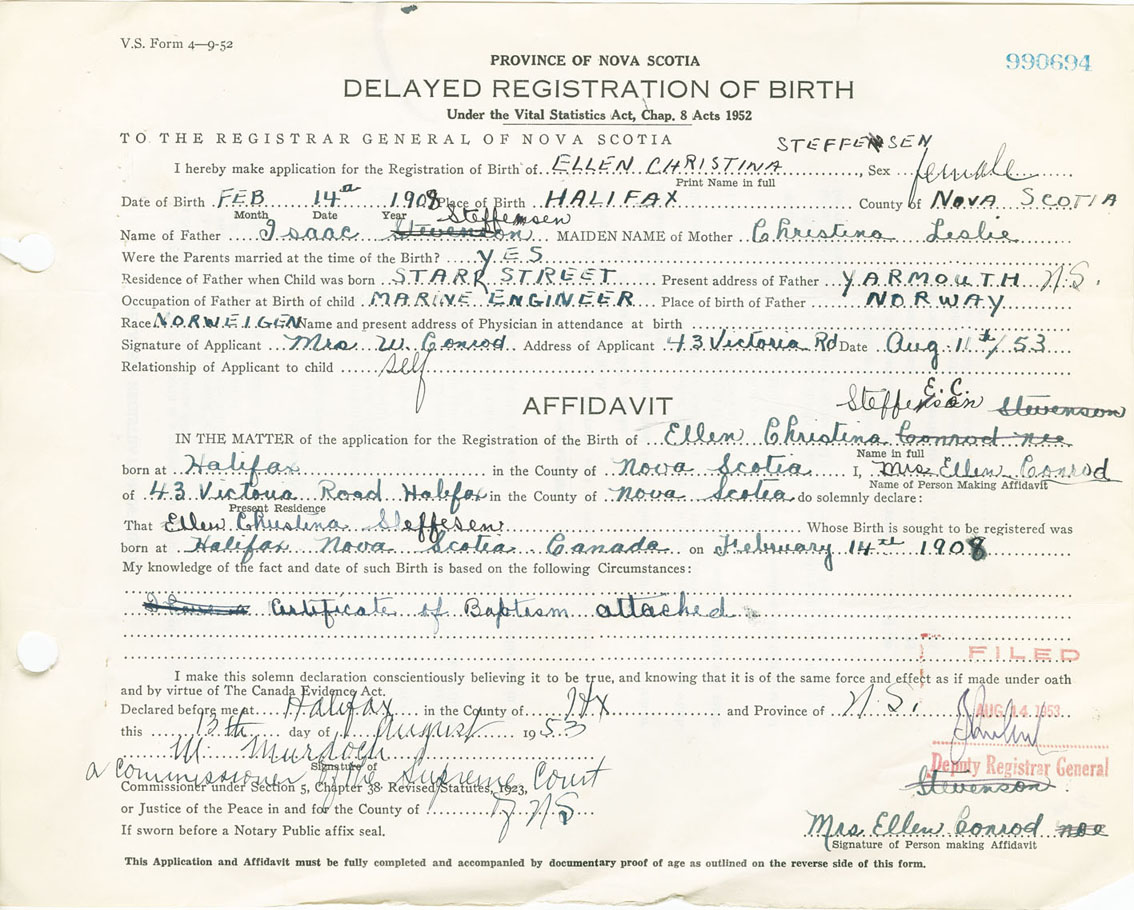 V.S. Form 4—9-52
PROVINCE OF NOVA SCOTIA
990694
DELAYED REGISTRATION OF BIRTH
Under the Vital Statistics Act, Chap. 8 Acts 1952
TO THE REGISTRAR GENERAL OF NOVA SCOTIA
STEFFENSEN
I hereby make application for the Registration of Birth of ELLEN CHRISTINA, Sex female
Print Name in full
Date of Birth FEB 14th 1908 Place of Birth HALIFAX County of NOVA SCOTIA
Month Date Year
Steffensen
Name of Father Isaac Stevenson MAIDEN NAME of Mother Christina Leslie
Were the Parents married at the time of the Birth? YES
Residence of Father when Child was born STARR STREET Present address of Father YARMOUTH N.S.
Occupation of Father at Birth of child MARINE ENGINEER Place of birth of Father NORWAY
Race NORWEIGEN Name and present address of Physician in attendance at birth
Signature of Applicant Mrs W. Conrod Address of Applicant 43 Victoria Rd Date Aug. 11th/53
Relationship of Applicant to child self
E.C.
AFFIDAVIT Steffenson Stevenson
IN THE MATTER of the application for the Registration of the Birth of Ellen Christina Conrod nee
Name in full
born at Halifax in the County of Nova Scotia I, Mrs. Ellen Conrod
Name of Person Making Affidavit
of 43 Victoria Road Halifax in the County of Nova Scotia do solemnly declare:
Present Residence
That Ellen Christina Steffesen Whose Birth is sought to be registered was
born at Halifax Nova Scotia Canada on February 14th 1908
My knowledge of the fact and date of such Birth is based on the following Circumstances:
Certificate of Baptism attached
FILED
I make this solemn declaration conscientiously believing it to be true, and knowing that it is of the same force and effect as if made under oath
and by virtue of The Canada Evidence Act.
Declared before me at Halifax in the County of Hx and Province of N.S.
AUG 14 1953
this 13th day of August 1953
M. Murdoch
Signature of
a Commissioner of the Supreme Court
Deputy Registrar General
Commissioner under Section 5, Chapter 38 Revised Statutes, 1923,
Stevenson
or Justice of the Peace in and for the County of of NS
Mrs Ellen Conrod nee
If sworn before a Notary Public affix seal.
Signature of Person making Affidavit
This Application and Affidavit must be fully completed and accompanied by documentary proof of age as outlined on the reverse side of this form.